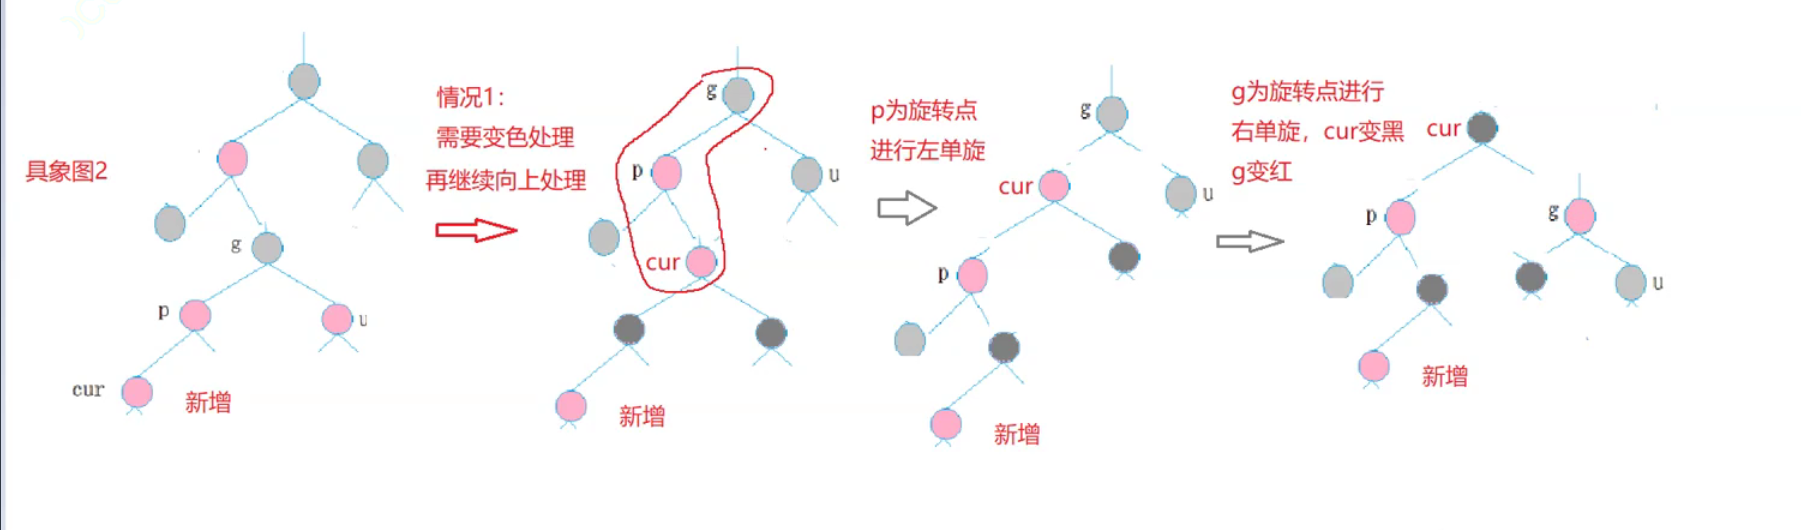 具象图2
g
p
u
cur
新增
情况1：
需要变色处理
再继续向上处理
g
p
u
cur
新增
p为旋转点
进行左单旋
g
cur
u
p
新增
g为旋转点进行
右单旋，cur变黑
g变红
cur
p
g
u
新增